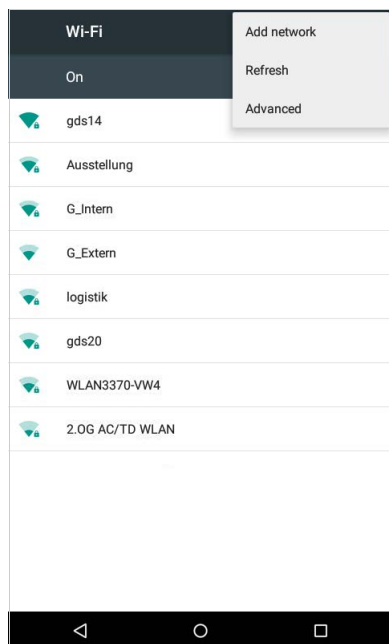 Wi-Fi
Add network
On
Refresh
Advanced
gds14
Ausstellung
G_Intern
G_Extern
logistik
gds20
WLAN3370-VW4
2.OG AC/TD WLAN